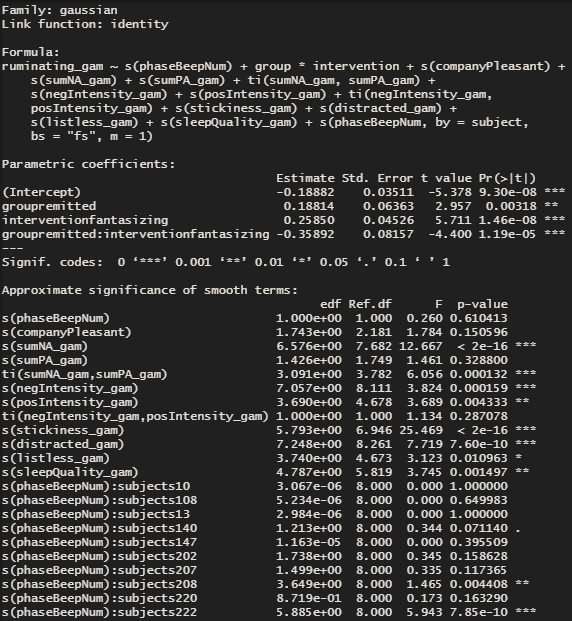 Family: gaussian
Link function: identity
Formula:
ruminating_gam ~ s(phaseBeepNum) + group * intervention + s(companyPleasant) +
s(sumNA_gam) + s(sumPA_gam) + ti(sumNA_gam, sumPA_gam) +
s(negIntensity_gam) + s(posIntensity_gam) + ti(negIntensity_gam,
posIntensity_gam) + s(stickiness_gam) + s(distracted_gam) +
s(listless_gam) + s(sleepQuality_gam) + s(phaseBeepNum, by = subject,
bs = "fs", m = 1)
Parametric coefficients:
Estimate Std. Error t value Pr(>|t|)
(Intercept) -0.18882 0.03511 -5.378 9.30e-08 ***
groupremitted 0.18814 0.06363 2.957 0.00318 **
interventionfantasizing 0.25850 0.04526 5.711 1.46e-08 ***
groupremitted:interventionfantasizing -0.35892 0.08157 -4.400 1.19e-05 ***
---
Signif. codes: 0 ‘***’ 0.001 ‘**’ 0.01 ‘*’ 0.05 ‘.’ 0.1 ‘ ’ 1
Approximate significance of smooth terms:
edf Ref.df F p-value
s(phaseBeepNum) 1.000e+00 1.000 0.260 0.610413
s(companyPleasant) 1.743e+00 2.181 1.784 0.150596
s(sumNA_gam) 6.576e+00 7.682 12.667 < 2e-16 ***
s(sumPA_gam) 1.426e+00 1.749 1.461 0.328800
ti(sumNA_gam,sumPA_gam) 3.091e+00 3.782 6.056 0.000132 ***
s(negIntensity_gam) 7.057e+00 8.111 3.824 0.000159 ***
s(posIntensity_gam) 3.690e+00 4.678 3.689 0.004333 **
ti(negIntensity_gam,posIntensity_gam) 1.000e+00 1.000 1.134 0.287078
s(stickiness_gam) 5.793e+00 6.946 25.469 < 2e-16 ***
s(distracted_gam) 7.248e+00 8.261 7.719 7.60e-10 ***
s(listless_gam) 3.740e+00 4.673 3.123 0.010963 *
s(sleepQuality_gam) 4.787e+00 5.819 3.745 0.001497 **
s(phaseBeepNum):subjects10 3.067e-06 8.000 0.000 1.000000
s(phaseBeepNum):subjects108 5.234e-06 8.000 0.000 0.649983
s(phaseBeepNum):subjects13 2.984e-06 8.000 0.000 1.000000
s(phaseBeepNum):subjects140 1.213e+00 8.000 0.344 0.071140 .
s(phaseBeepNum):subjects147 1.163e-05 8.000 0.000 0.395509
s(phaseBeepNum):subjects202 1.738e+00 8.000 0.345 0.158628
s(phaseBeepNum):subjects207 1.499e+00 8.000 0.335 0.117365
s(phaseBeepNum):subjects208 3.649e+00 8.000 1.465 0.004408 **
s(phaseBeepNum):subjects220 8.719e-01 8.000 0.173 0.163290
s(phaseBeepNum):subjects222 5.885e+00 8.000 5.943 7.85e-10 ***